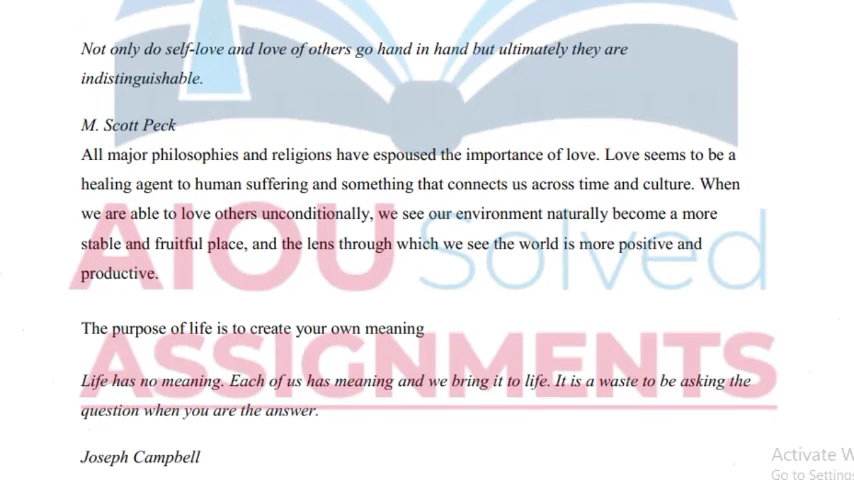 Not only do self-love and love of others go hand in hand but ultimately they are
indistinguishable.
M. Scott Peck
All major philosophies and religions have espoused the importance of love. Love seems to be a
healing agent to human suffering and something that connects us across time and culture. When
we are able to love others unconditionally, we see our environment naturally become a more
stable and fruitful place, and the lens through which we see the world is more positive and
AIOU Solved
productive.
The purpose of life is to create your own meaning
ASSIGNMENTS
Life has no meaning. Each of us has meaning and we bring it to life. It is a waste to be asking the
question when you are the answer.
Joseph Campbell
Activate W
Go to Settings